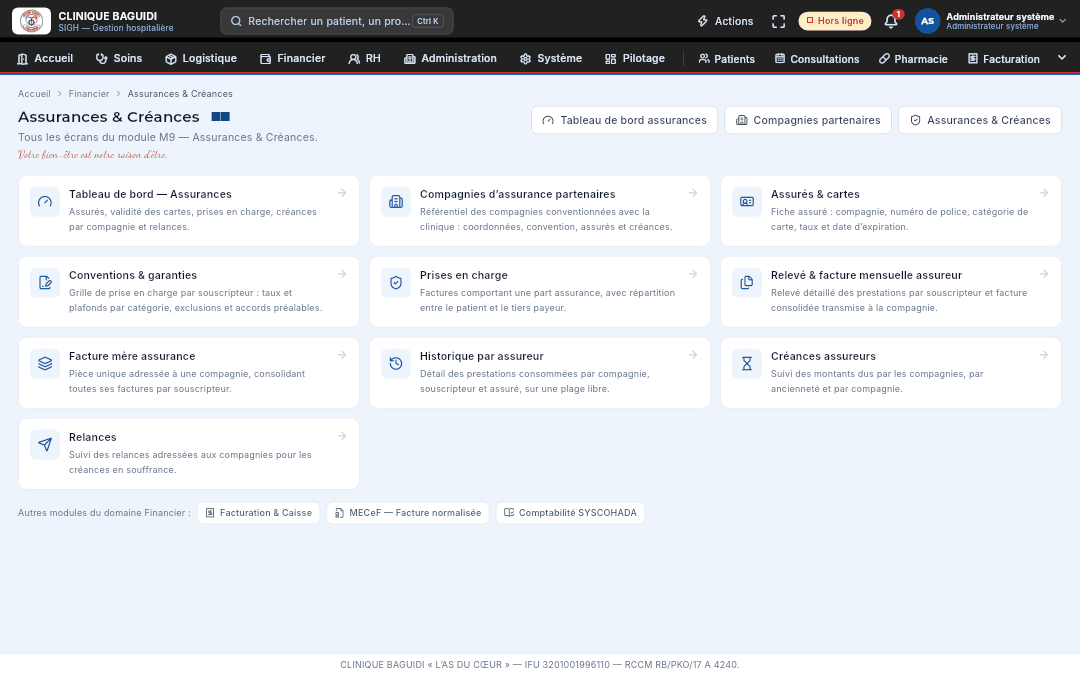 CLINIQUE BAGUIDI
SIGH — Gestion hospitalière
Rechercher un patient, un pro... Ctrl K
Actions
Hors ligne
1
AS
Administrateur système
Administrateur système
Accueil
Soins
Logistique
Financier
RH
Administration
Système
Pilotage
Patients
Consultations
Pharmacie
Facturation
Accueil > Financier > Assurances & Créances
Assurances & Créances
Tous les écrans du module M9 — Assurances & Créances.
Votre bien-être est notre raison d'être.
Tableau de bord assurances
Compagnies partenaires
Assurances & Créances
Tableau de bord — Assurances
Assurés, validité des cartes, prises en charge, créances
par compagnie et relances.
Compagnies d'assurance partenaires
Référentiel des compagnies conventionnées avec la
clinique : coordonnées, convention, assurés et créances.
Assurés & cartes
Fiche assuré : compagnie, numéro de police, catégorie de
carte, taux et date d'expiration.
Conventions & garanties
Grille de prise en charge par souscripteur : taux et
plafonds par catégorie, exclusions et accords préalables.
Prises en charge
Factures comportant une part assurance, avec répartition
entre le patient et le tiers payeur.
Relevé & facture mensuelle assureur
Relevé détaillé des prestations par souscripteur et facture
consolidée transmise à la compagnie.
Facture mère assurance
Pièce unique adressée à une compagnie, consolidant
toutes ses factures par souscripteur.
Historique par assureur
Détail des prestations consommées par compagnie,
souscripteur et assuré, sur une plage libre.
Créances assureurs
Suivi des montants dus par les compagnies, par
ancienneté et par compagnie.
Relances
Suivi des relances adressées aux compagnies pour les
créances en souffrance.
Autres modules du domaine Financier :
Facturation & Caisse
MECeF — Facture normalisée
Comptabilité SYSCOHADA
CLINIQUE BAGUIDI « L'AS DU CŒUR » — IFU 3201001996110 — RCCM RB/PKO/17 A 4240.